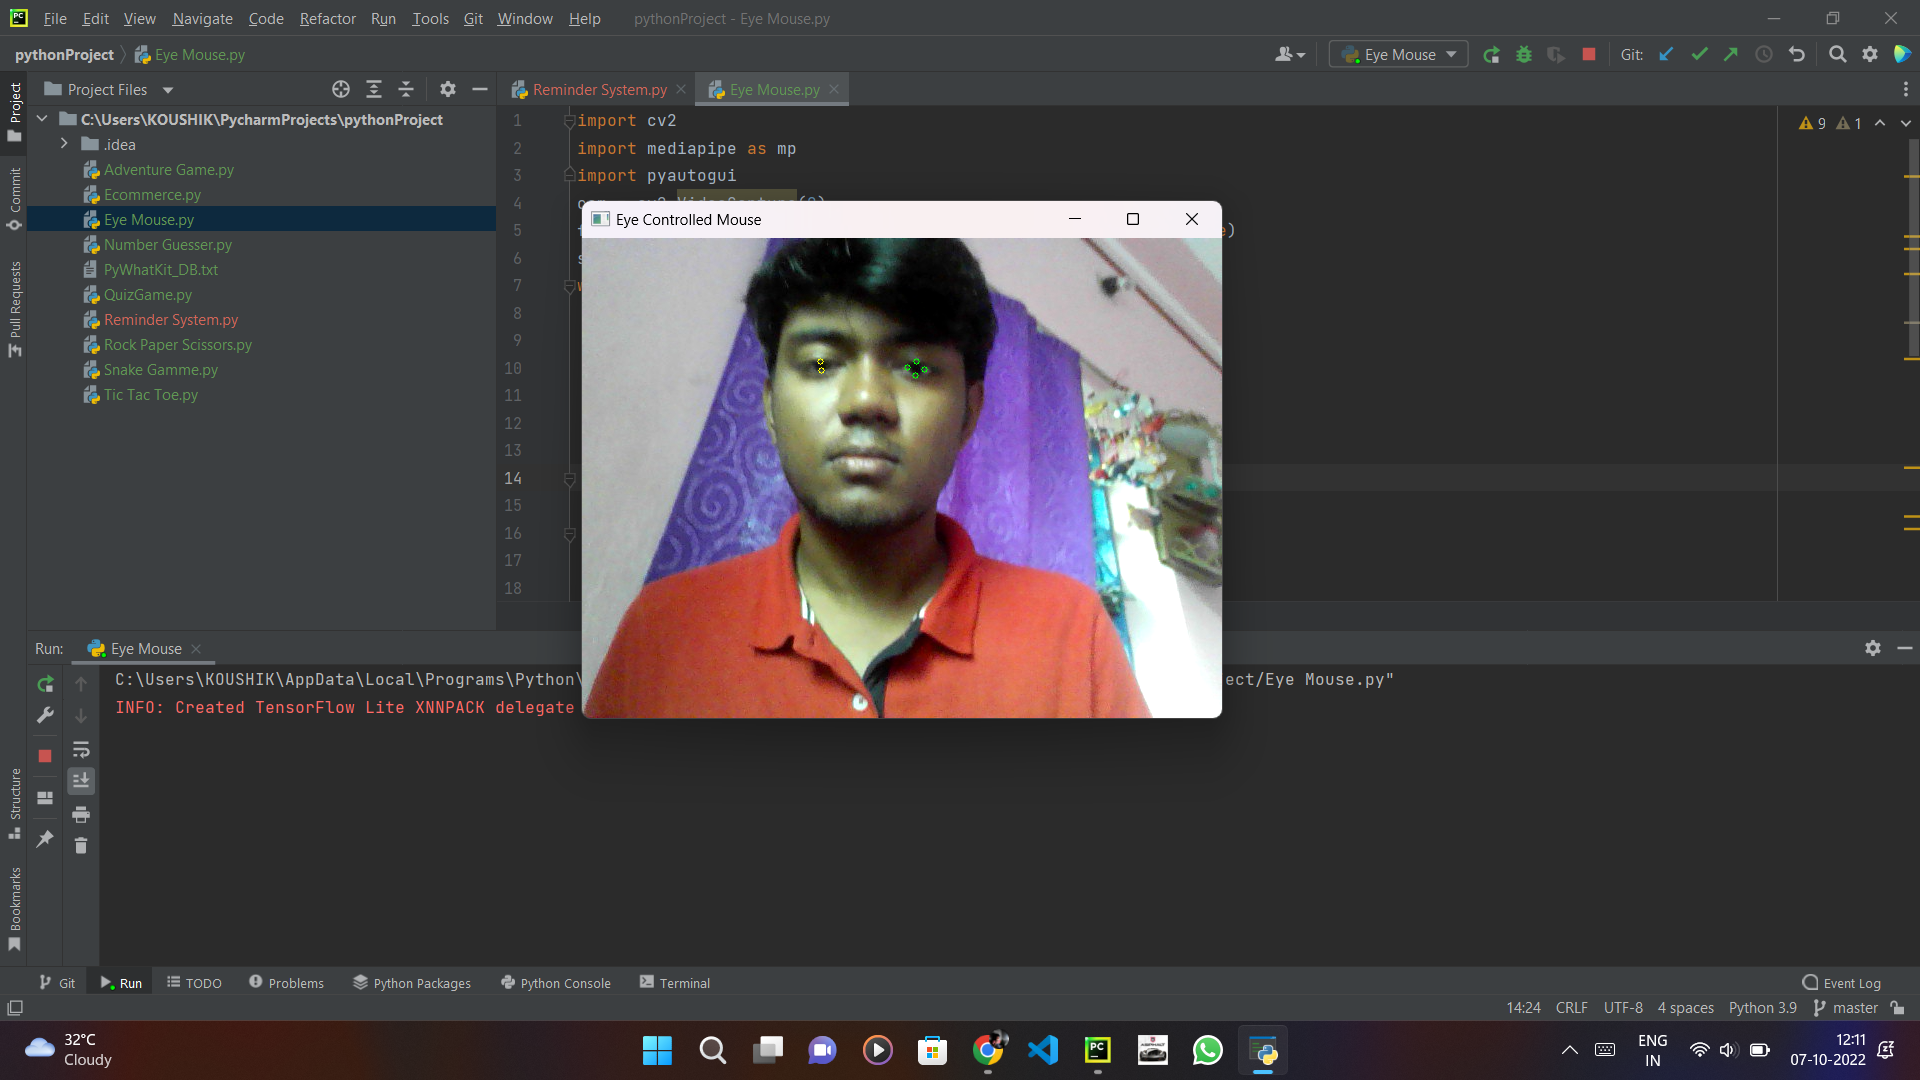 File Edit View Navigate Code Refactor Run Tools Git Window Help pythonProject - Eye Mouse.py
pythonProject Eye Mouse.py Eye Mouse Git:
Project Files Reminder System.py Eye Mouse.py
Project
Commit
Pull Requests
C:\Users\KOUSHIK\PycharmProjects\pythonProject
.idea
Adventure Game.py
Ecommerce.py
Eye Mouse.py
Number Guesser.py
PyWhatKit_DB.txt
QuizGame.py
Reminder System.py
Rock Paper Scissors.py
Snake Gamme.py
Tic Tac Toe.py
1 import cv2 9 1
2 import mediapipe as mp
3 import pyautogui
4
5 )
6
7
8
9
10
11
12
13
14
15
16
17
18
Eye Controlled Mouse
Run: Eye Mouse
C:\Users\KOUSHIK\AppData\Local\Programs\Python\ ect/Eye Mouse.py"
INFO: Created TensorFlow Lite XNNPACK delegate
Structure
Bookmarks
Git Run TODO Problems Python Packages Python Console Terminal Event Log
14:24 CRLF UTF-8 4 spaces Python 3.9 master
32°C
Cloudy
ENG
IN
12:11
07-10-2022